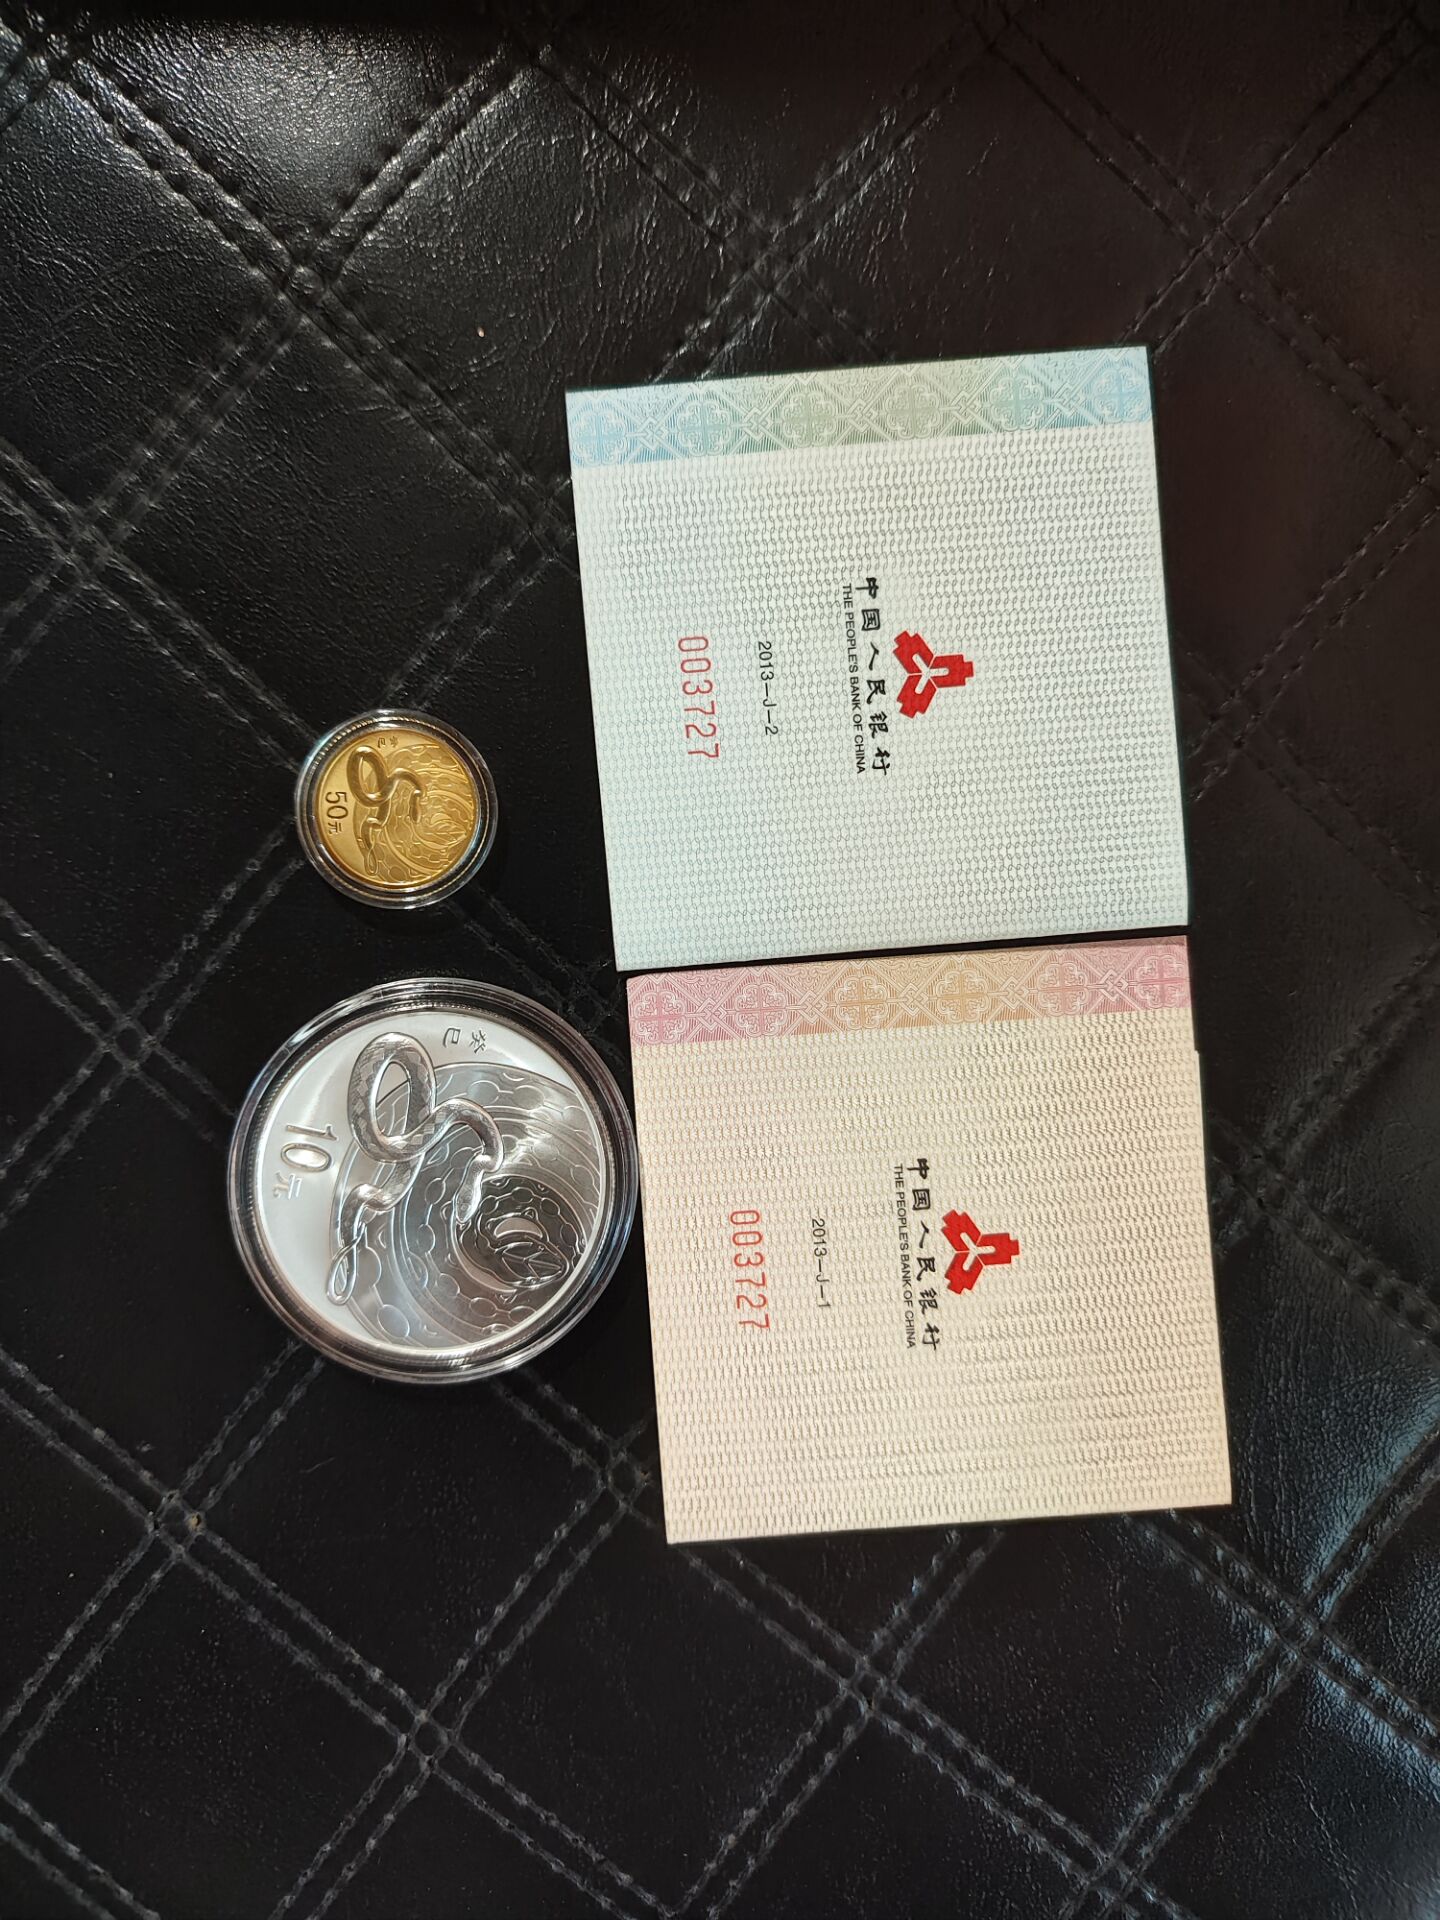 癸巳
50元
癸巳
10元
中国人民银行
THE PEOPLE'S BANK OF CHINA
2013-J-2
003727
中国人民银行
THE PEOPLE'S BANK OF CHINA
2013-J-1
003727